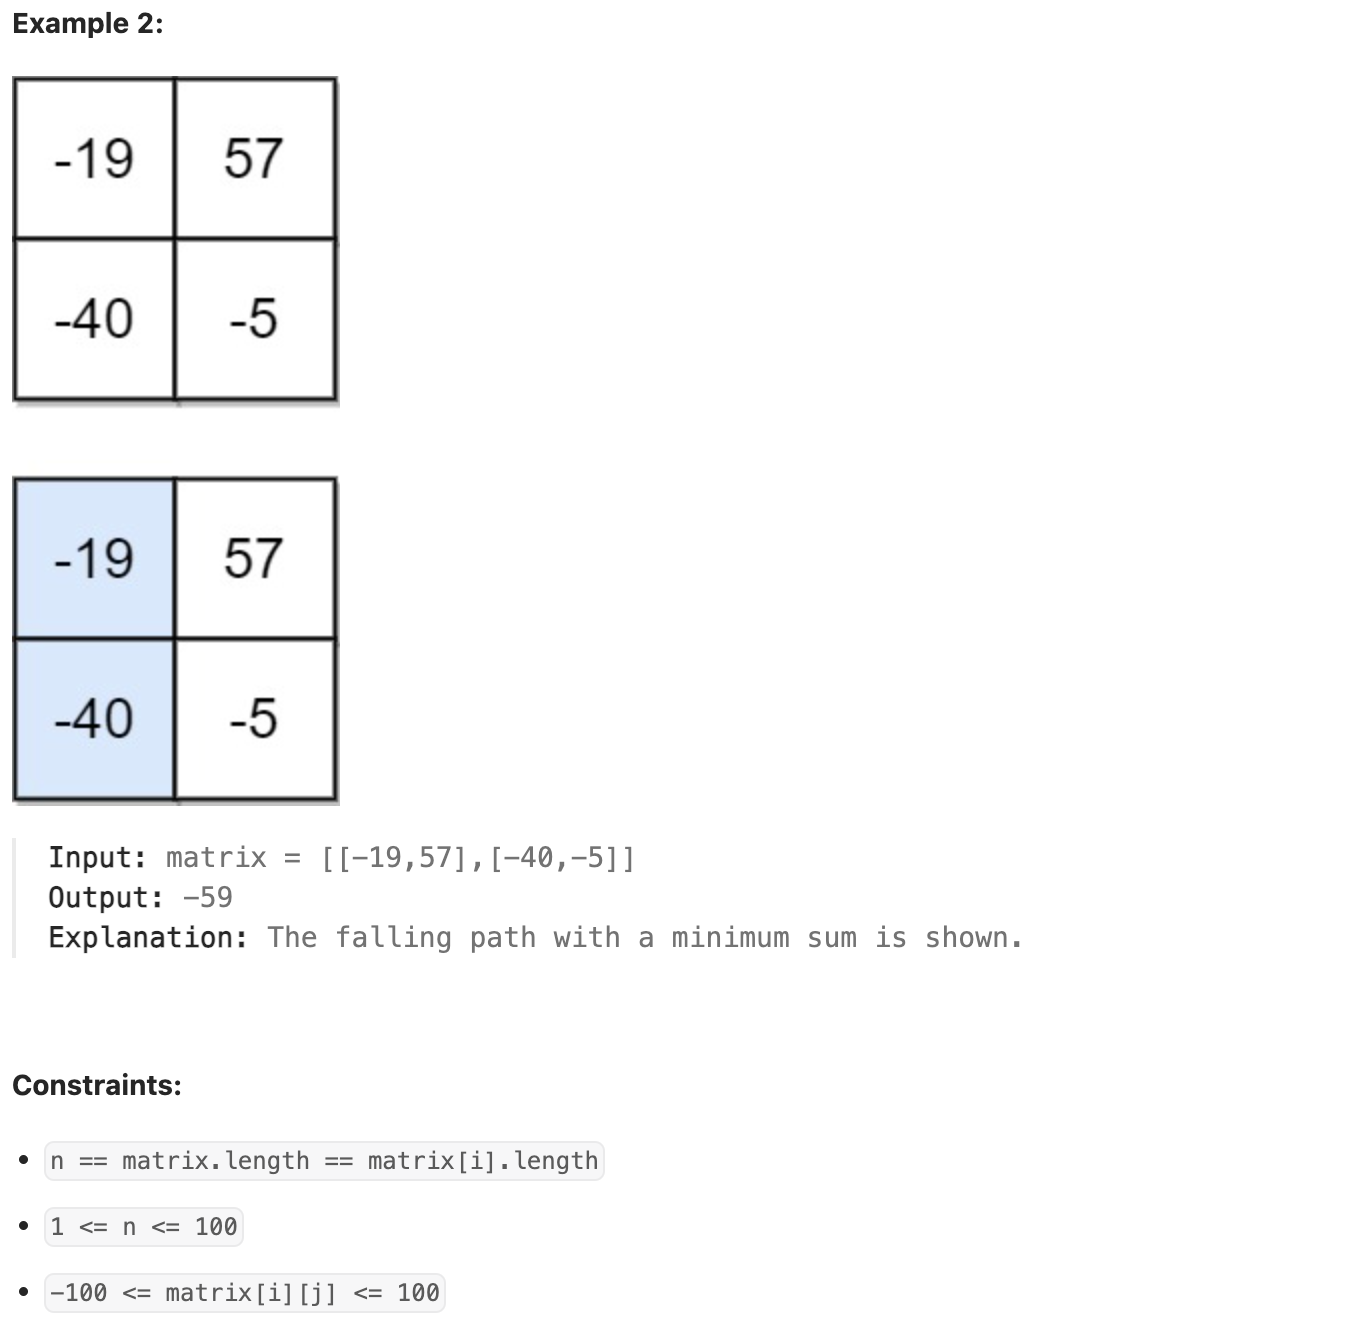 Example 2:
-19 57
-40 -5
-19 57
-40 -5
Input: matrix = [[-19,57],[-40,-5]]
Output: -59
Explanation: The falling path with a minimum sum is shown.
Constraints:
• n == matrix.length == matrix[i].length
• 1 <= n <= 100
• -100 <= matrix[i][j] <= 100